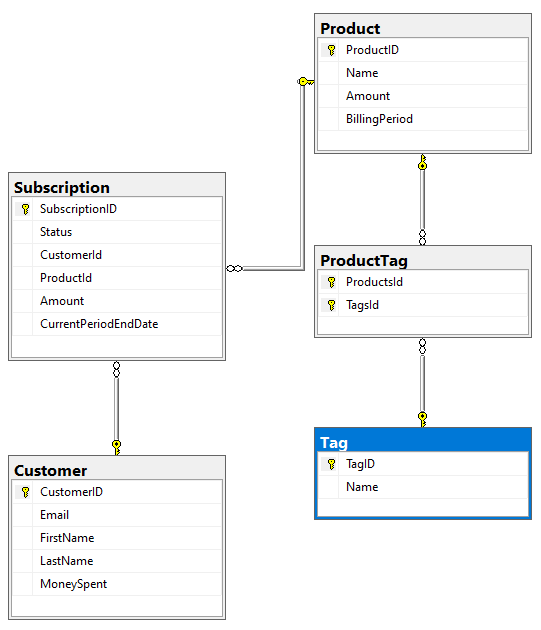 Product
ProductID
Name
Amount
BillingPeriod
Subscription
SubscriptionID
Status
CustomerId
ProductId
Amount
CurrentPeriodEndDate
ProductTag
ProductsId
TagsId
Customer
CustomerID
Email
FirstName
LastName
MoneySpent
Tag
TagID
Name